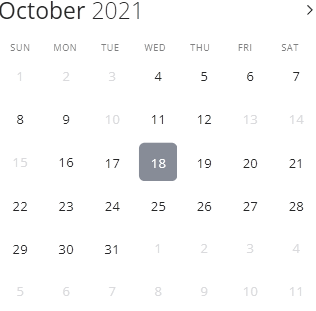 October 2021
SUN MON TUE WED THU FRI SAT
1 2 3 4 5 6 7
8 9 10 11 12 13 14
15 16 17 18 19 20 21
22 23 24 25 26 27 28
29 30 31 1 2 3 4
5 6 7 8 9 10 11